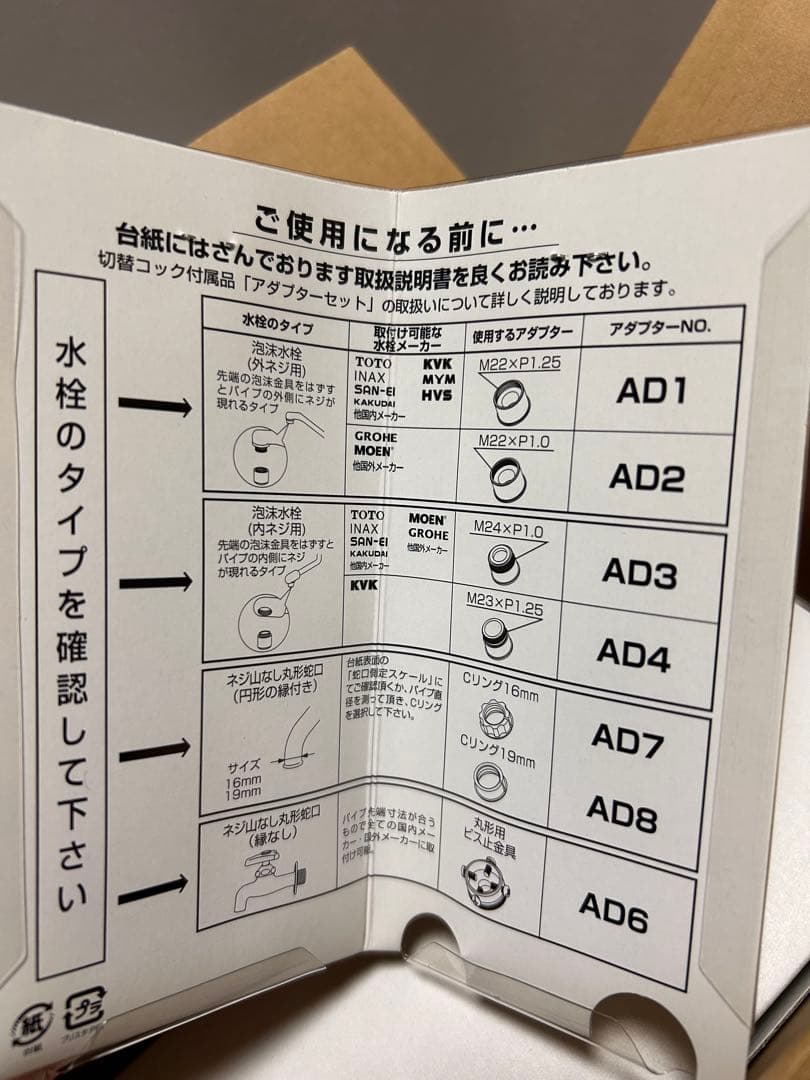 ご使用になる前に…
台紙にはさんでおります取扱説明書を良くお読み下さい。
切替コック付属品「アダプターセット」の取扱いについて詳しく説明しております。
水栓のタイプを確認して下さい
水栓のタイプ
取付け可能な
水栓メーカー
使用するアダプター
アダプターNO.
泡沫水栓
(外ネジ用)
先端の泡沫金具をはずす
とパイプの外側にネジが
現れるタイプ
TOTO KVK
INAX MYM
SAN-EI HVS
KAKUDAI
他国内メーカー
M22×P1.25
AD1
GROHE
MOEN
他国外メーカー
M22×P1.0
AD2
泡沫水栓
(内ネジ用)
先端の泡沫金具をはずすと
パイプの内側にネジ
が現れるタイプ
TOTO MOEN
INAX GROHE
SAN-EI 他国外メーカー
KAKUDAI
他国内メーカー
M24×P1.0
AD3
KVK
M23×P1.25
AD4
ネジ山なし丸形蛇口
(円形の縁付き)
サイズ
16mm
19mm
台紙表面の
「蛇口側定スケール」に
てご確認頂くか、パイプ直
径を測って頂き、Cリング
を選択して下さい。
Cリング16mm
AD7
Cリング19mm
AD8
ネジ山なし丸形蛇口
(縁なし)
パイプ先端寸法が合う
もので全ての国内メー
カー・国外メーカーに取
付け可能。
丸形用
ビス止金具
AD6
紙
台紙
プラ